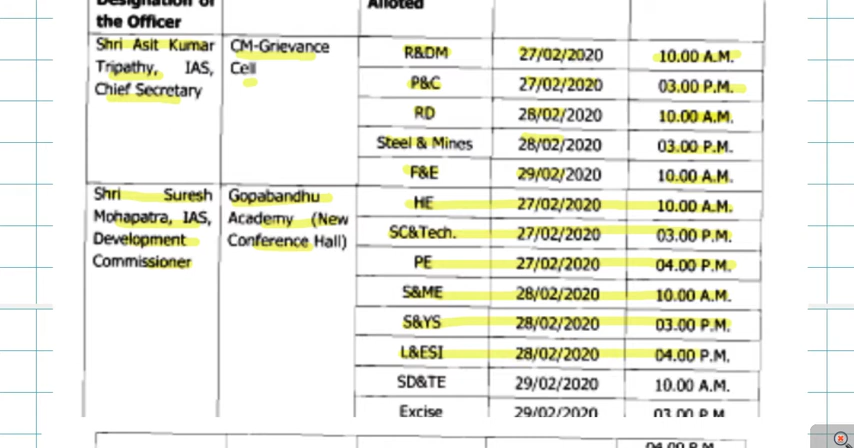 Designation of
the Officer
Alloted
Shri Asit Kumar
Tripathy, IAS,
Chief Secretary
CM-Grievance
Cell
R&DM 27/02/2020 10.00 A.M.
P&C 27/02/2020 03.00 P.M.
RD 28/02/2020 10.00 A.M.
Steel & Mines 28/02/2020 03.00 P.M.
F&E 29/02/2020 10.00 A.M.
Shri Suresh
Mohapatra, IAS,
Development
Commissioner
Gopabandhu
Academy (New
Conference Hall)
HE 27/02/2020 10.00 A.M.
SC&Tech. 27/02/2020 03.00 P.M.
PE 27/02/2020 04.00 P.M.
S&ME 28/02/2020 10.00 A.M.
S&YS 28/02/2020 03.00 P.M.
L&ESI 28/02/2020 04.00 P.M.
SD&TE 29/02/2020 10.00 A.M.
Excise 29/02/2020 03.00 P.M.
04.00 P.M.